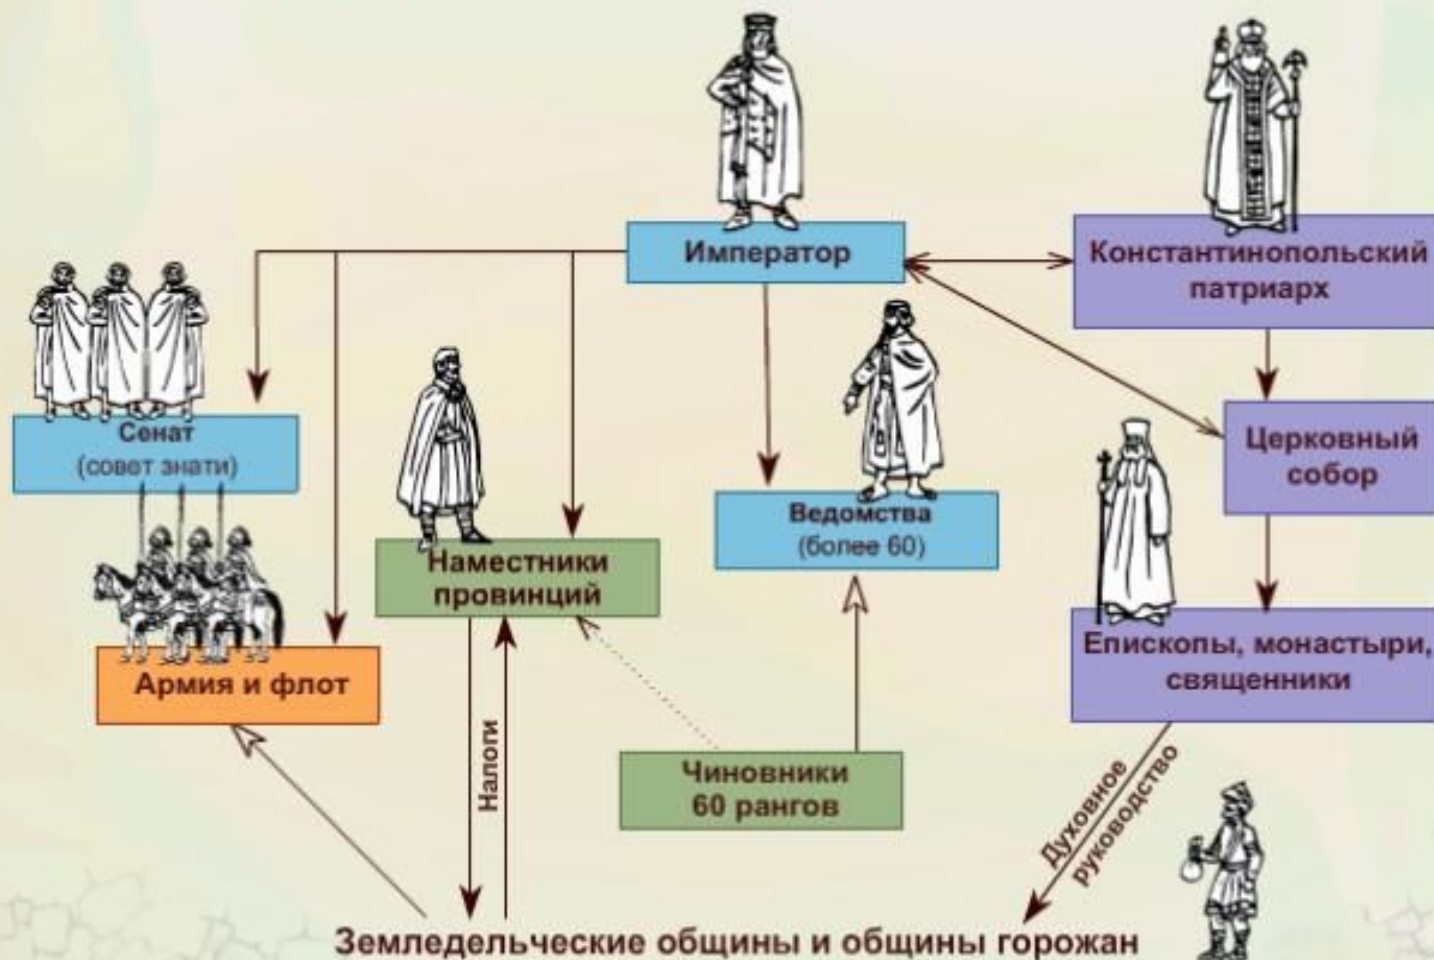 Император
Константинопольский
патриарх
Сенат
(совет знати)
Церковный
собор
Ведомства
(более 60)
Наместники
провинций
Армия и флот
Епископы, монастыри,
священники
Налоги
Чиновники
60 рангов
Духовное
руководство
Земледельческие общины и общины горожан